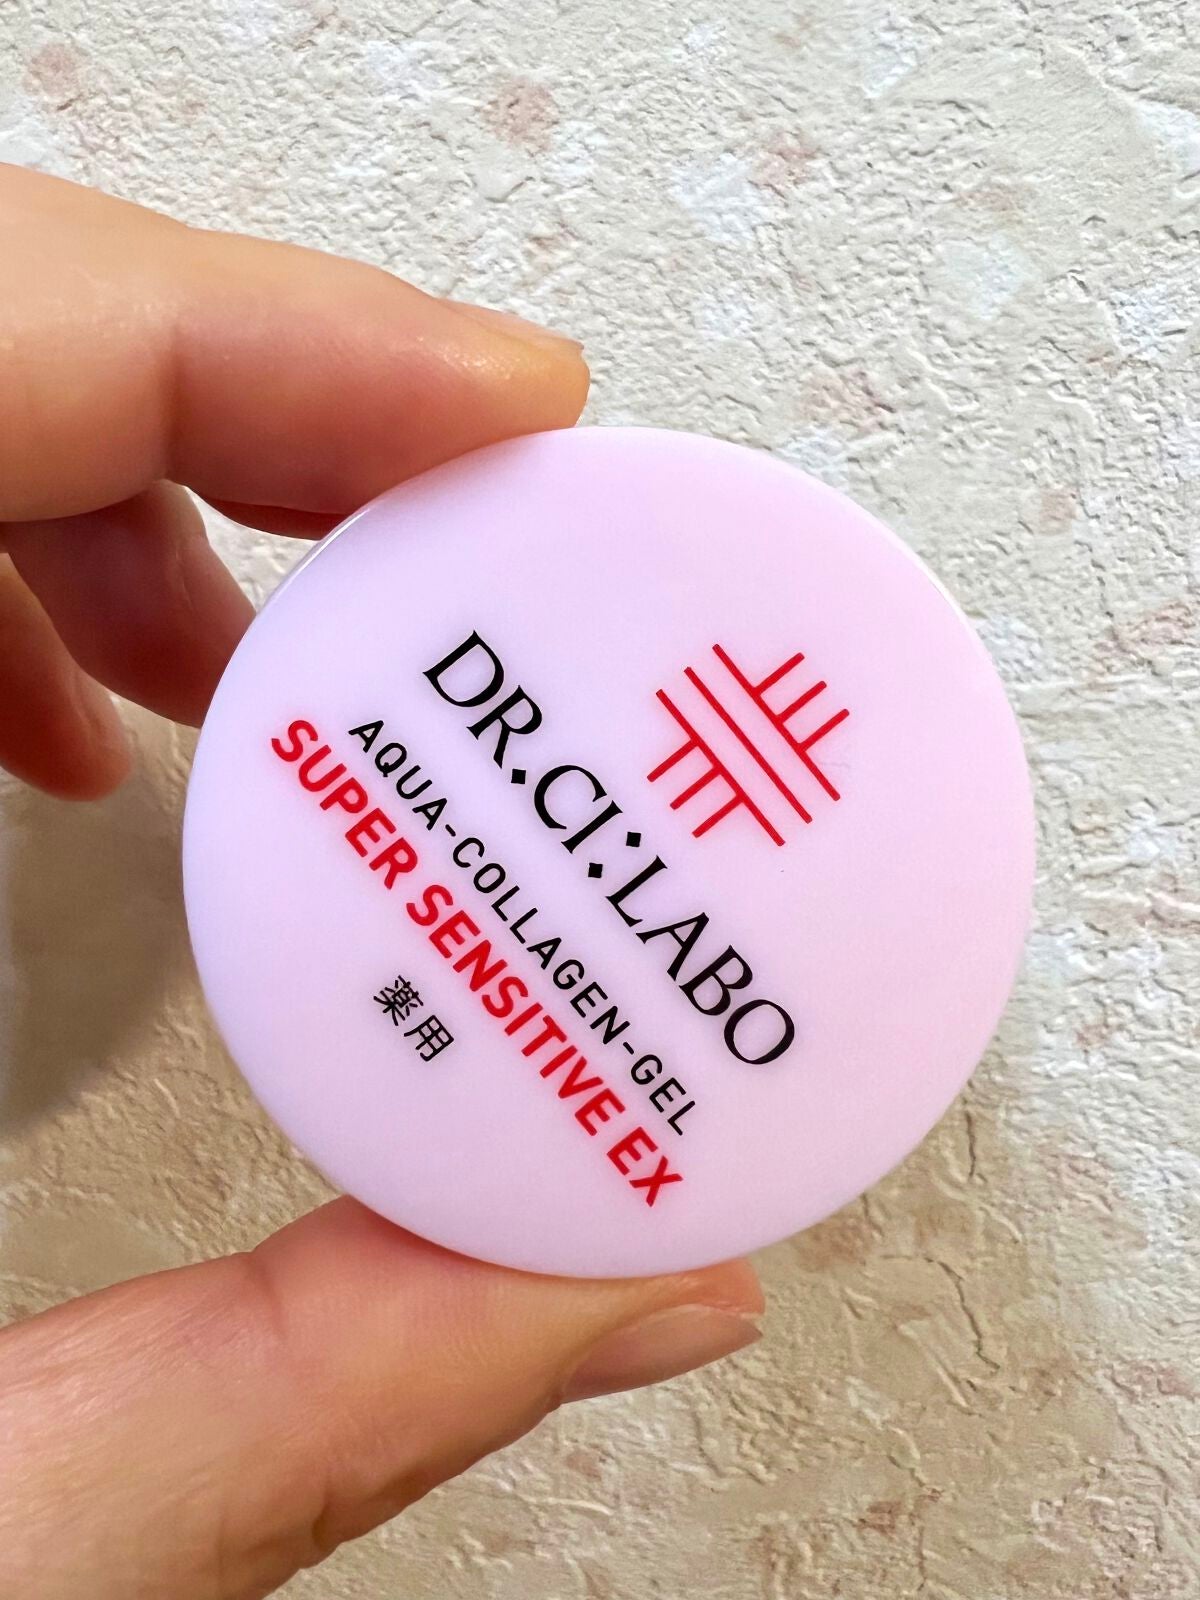 DR.CI:LABO
AQUA-COLLAGEN-GEL
SUPER SENSITIVE EX
薬用